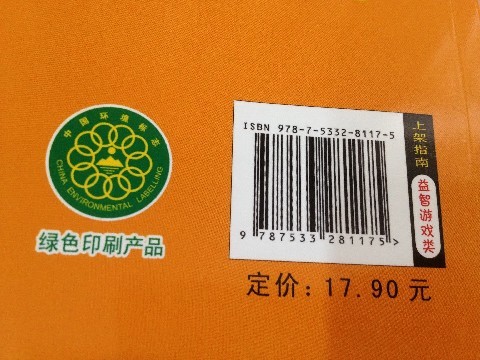 中国环境标志
CHINA ENVIRONMENTAL LABELLING
绿色印刷产品
ISBN 978-7-5332-8117-5
9 787533 281175>
上架指南
益智游戏类
定价：17.90元